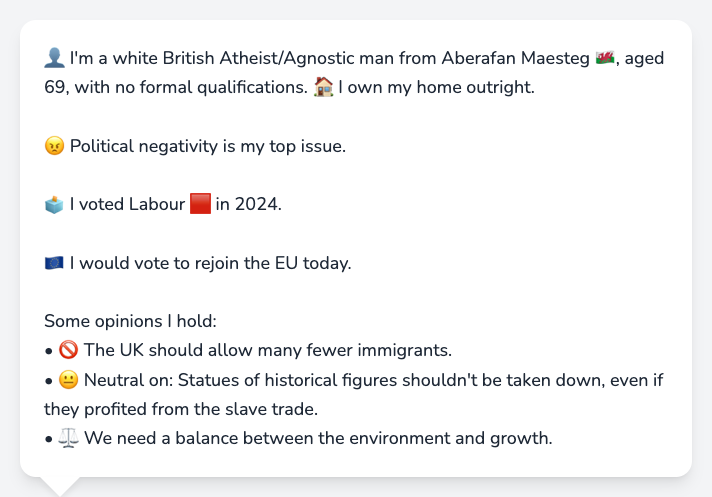 👤 I'm a white British Atheist/Agnostic man from Aberafan Maesteg 🏴󠁧󠁢󠁷󠁬󠁳󠁿, aged
69, with no formal qualifications. 🏠 I own my home outright.
😠 Political negativity is my top issue.
🗳️ I voted Labour 🟥 in 2024.
🇪🇺 I would vote to rejoin the EU today.
Some opinions I hold:
• 🚫 The UK should allow many fewer immigrants.
• 😐 Neutral on: Statues of historical figures shouldn't be taken down, even if
they profited from the slave trade.
• ⚖️ We need a balance between the environment and growth.